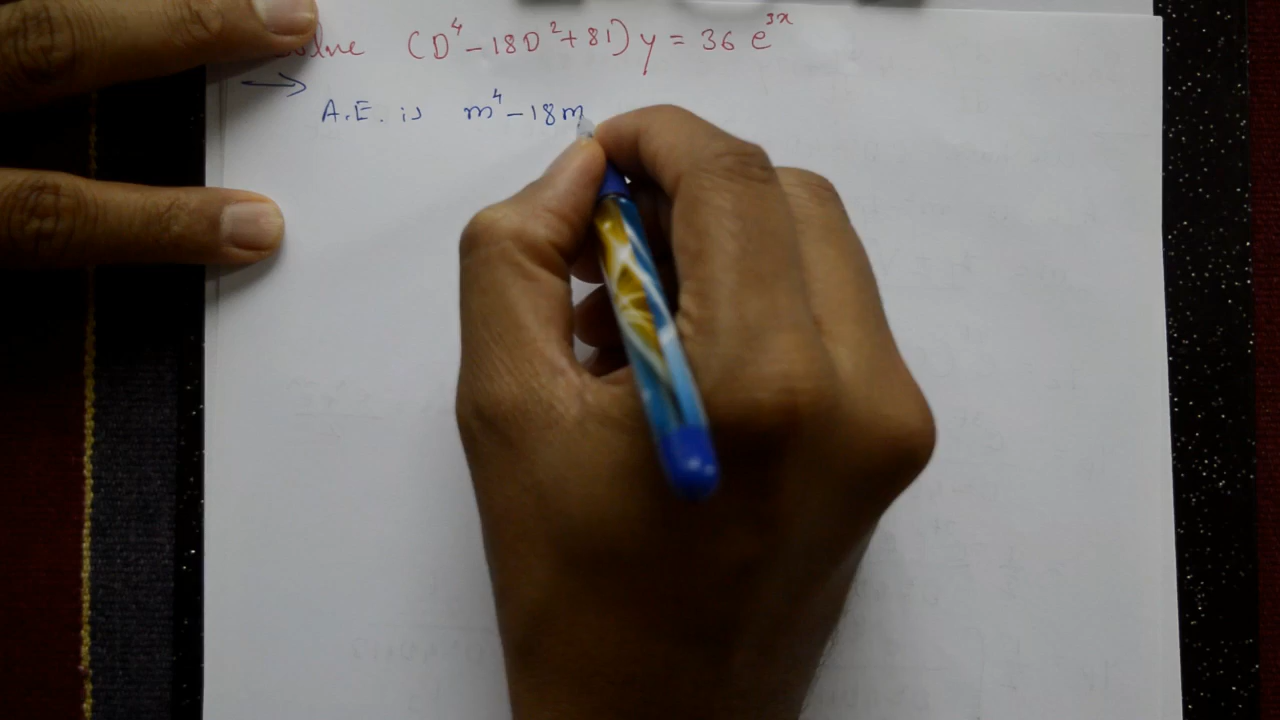 (D⁴ - 18D² + 81) y = 36 e³ˣ
A.E. is m⁴ - 18m